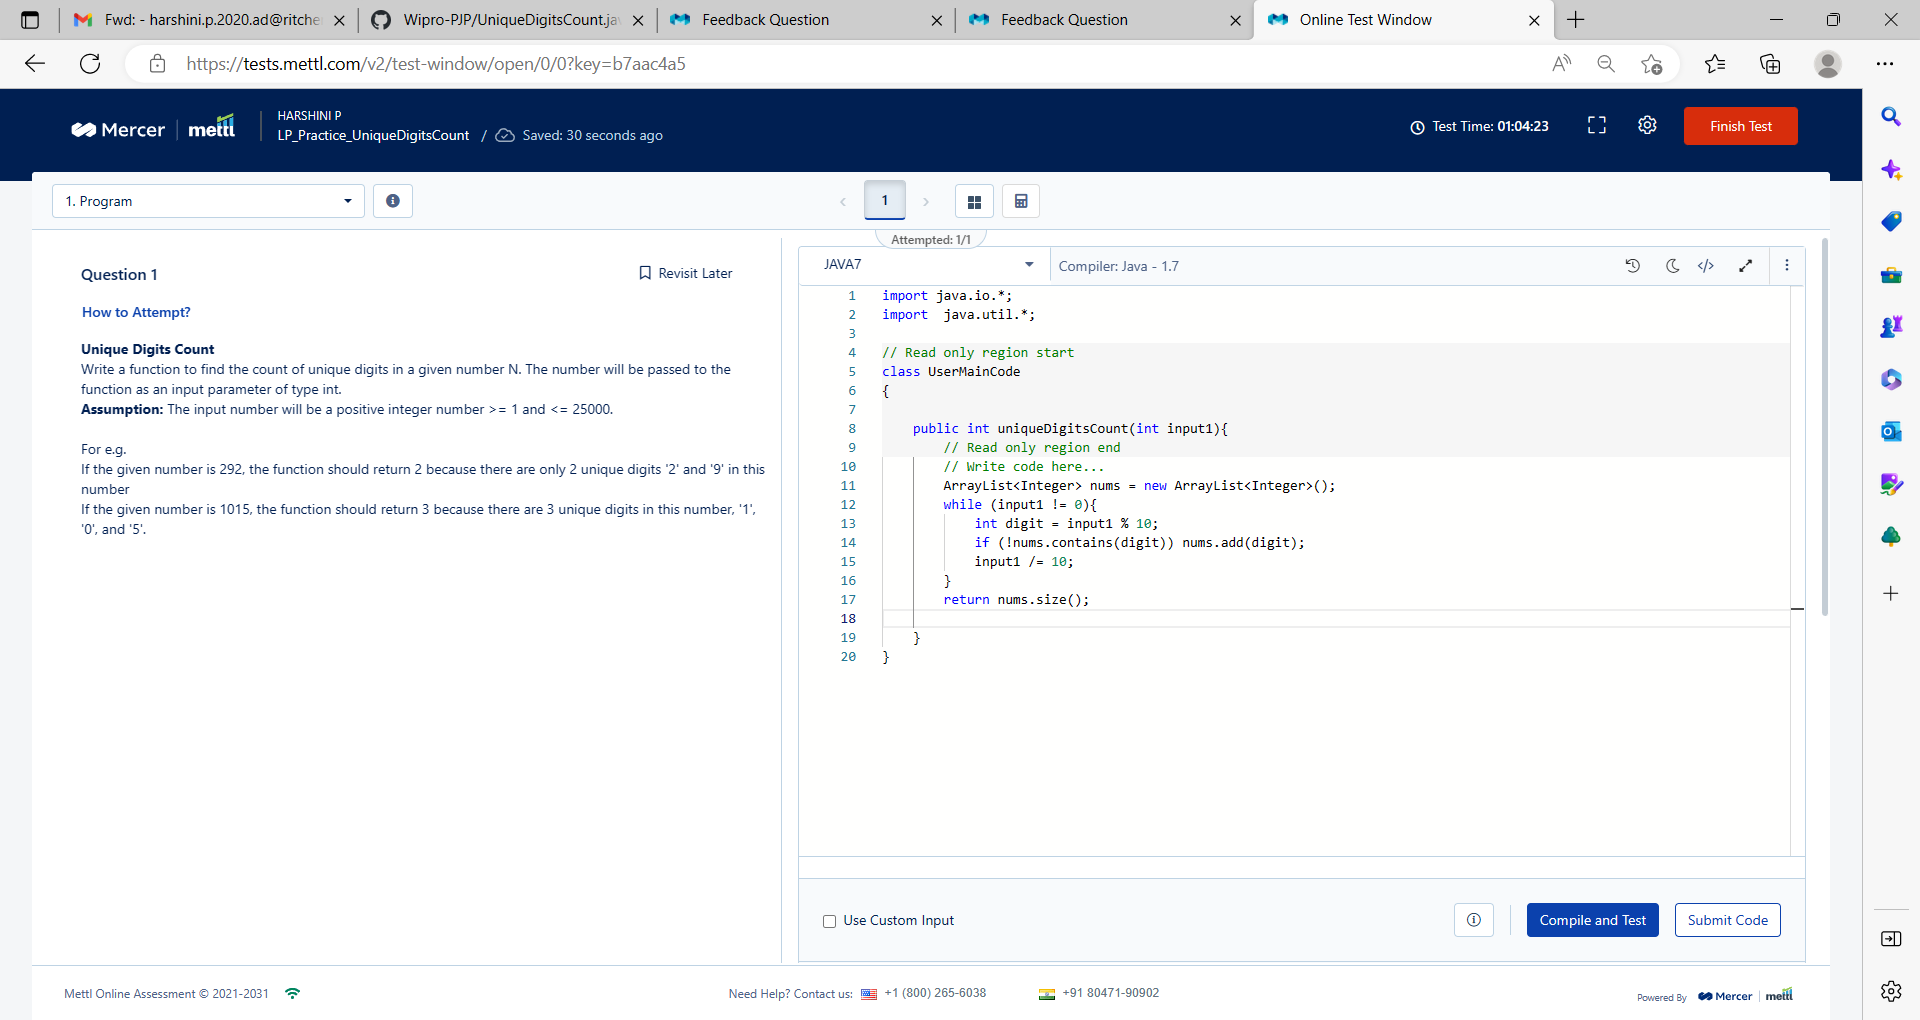 Fwd: - harshini.p.2020.ad@ritche
Wipro-PJP/UniqueDigitsCount.ja
Feedback Question
Feedback Question
Online Test Window
https://tests.mettl.com/v2/test-window/open/0/0?key=b7aac4a5
Mercer
mettl
HARSHINI P
LP_Practice_UniqueDigitsCount / Saved: 30 seconds ago
Test Time: 01:04:23
Finish Test
1. Program
1
Attempted: 1/1
Question 1
Revisit Later
How to Attempt?
Unique Digits Count
Write a function to find the count of unique digits in a given number N. The number will be passed to the
function as an input parameter of type int.
Assumption: The input number will be a positive integer number >= 1 and <= 25000.
For e.g.
If the given number is 292, the function should return 2 because there are only 2 unique digits '2' and '9' in this
number
If the given number is 1015, the function should return 3 because there are 3 unique digits in this number, '1',
'0', and '5'.
JAVA7
Compiler: Java - 1.7
1 import java.io.*;
2 import  java.util.*;
3
4 // Read only region start
5 class UserMainCode
6 {
7
8     public int uniqueDigitsCount(int input1){
9         // Read only region end
10         // Write code here...
11         ArrayList<Integer> nums = new ArrayList<Integer>();
12         while (input1 != 0){
13             int digit = input1 % 10;
14             if (!nums.contains(digit)) nums.add(digit);
15             input1 /= 10;
16         }
17         return nums.size();
18
19     }
20 }
Use Custom Input
Compile and Test
Submit Code
Mettl Online Assessment © 2021-2031
Need Help? Contact us: +1 (800) 265-6038
+91 80471-90902
Powered By Mercer | mettl